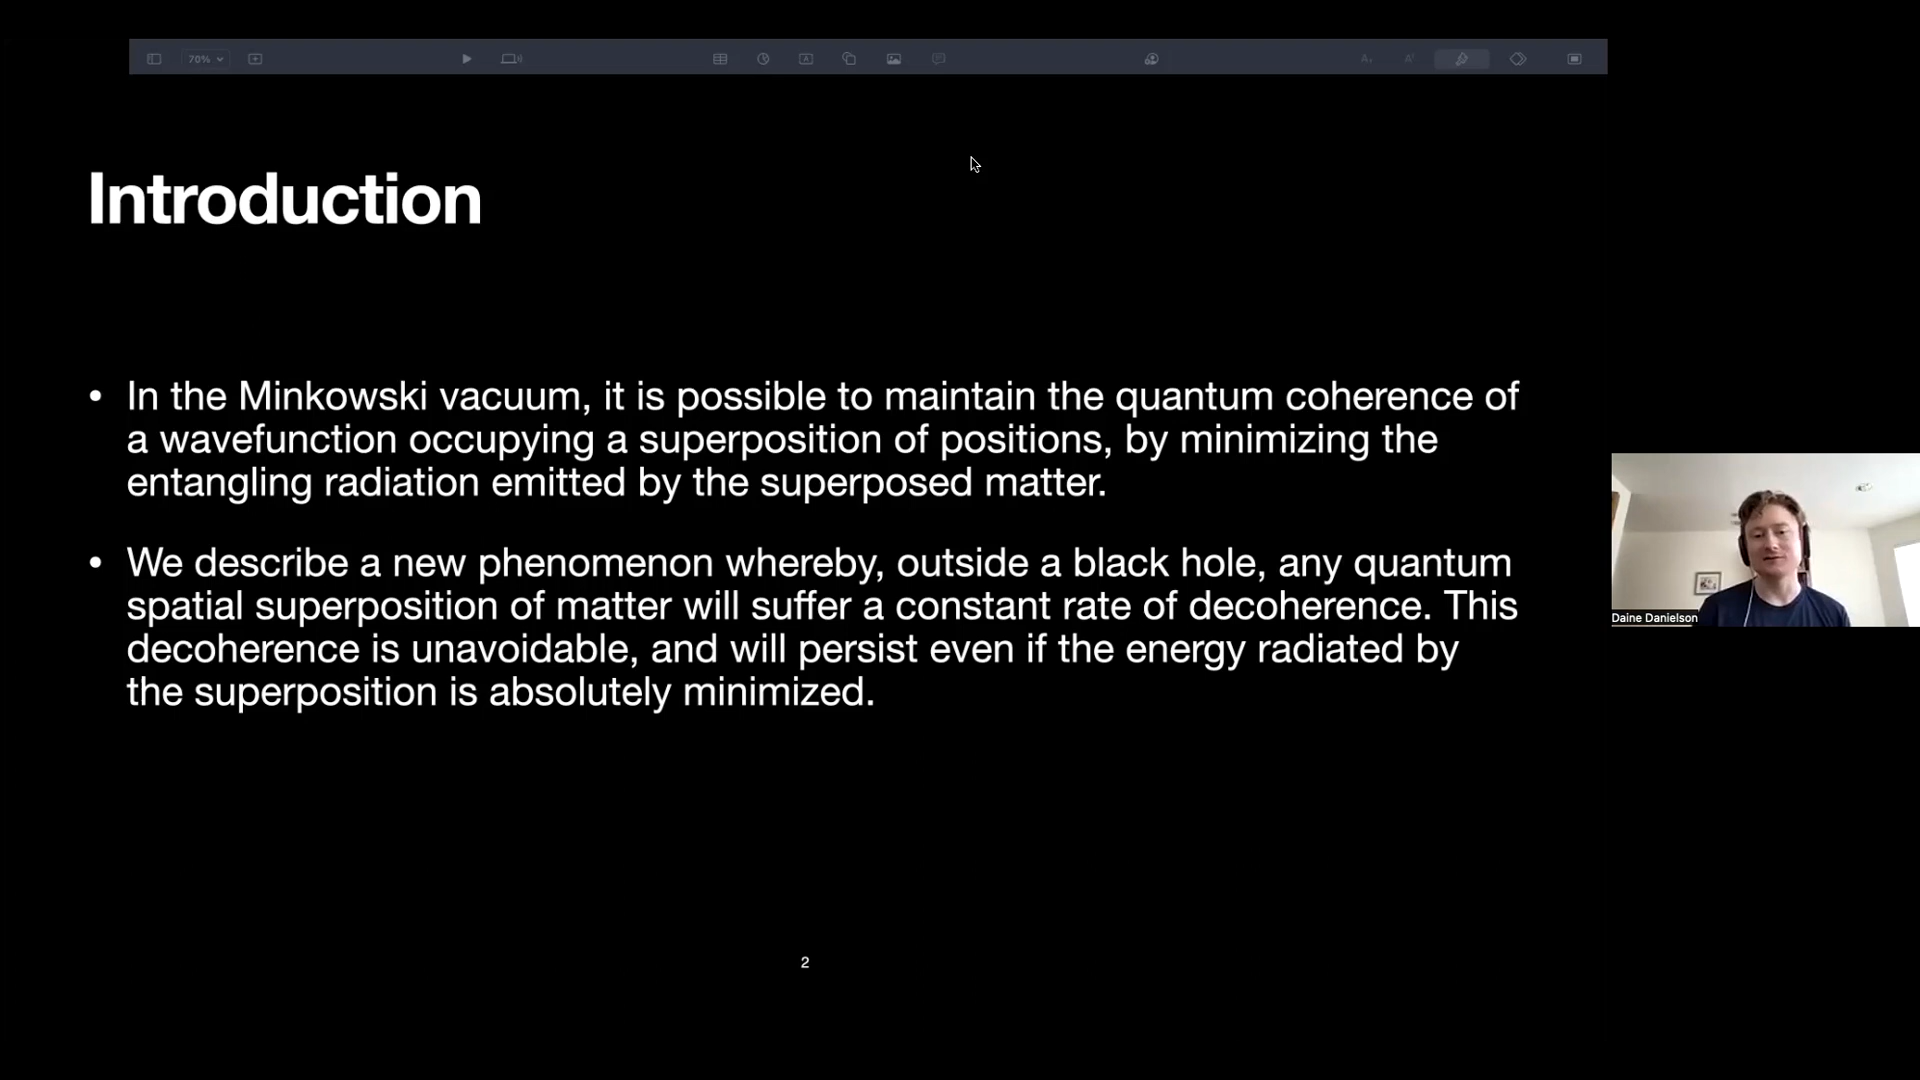 70%
Introduction
• In the Minkowski vacuum, it is possible to maintain the quantum coherence of
a wavefunction occupying a superposition of positions, by minimizing the
entangling radiation emitted by the superposed matter.
• We describe a new phenomenon whereby, outside a black hole, any quantum
spatial superposition of matter will suffer a constant rate of decoherence. This
decoherence is unavoidable, and will persist even if the energy radiated by
the superposition is absolutely minimized.
Daine Danielson
2